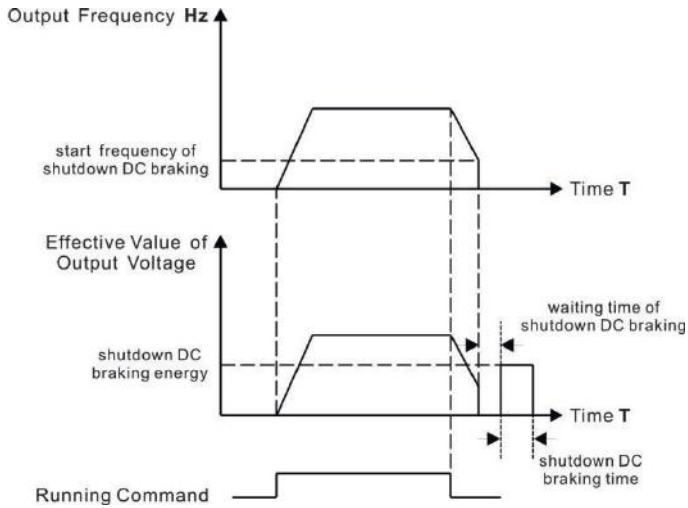 Output Frequency Hz
start frequency of
shutdown DC braking
Time T
Effective Value of
Output Voltage
waiting time of
shutdown DC braking
shutdown DC
braking energy
Time T
shutdown DC
braking time
Running Command